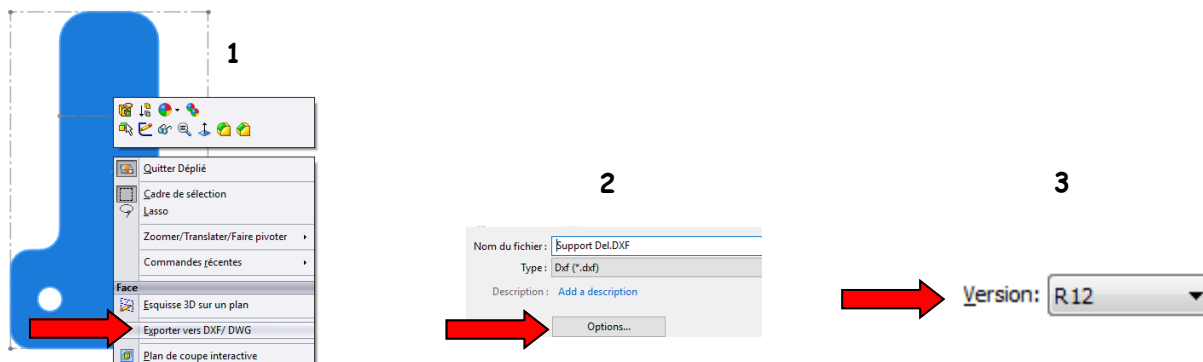 1
Quitter Déplié
Cadre de sélection
Lasso
Zoomer/Translater/Faire pivoter
Commandes récentes
Face
Esquisse 3D sur un plan
Exporter vers DXF/ DWG
Plan de coupe interactive
2
Nom du fichier : Support Del.DXF
Type : Dxf (*.dxf)
Description : Add a description
Options...
3
Version: R12